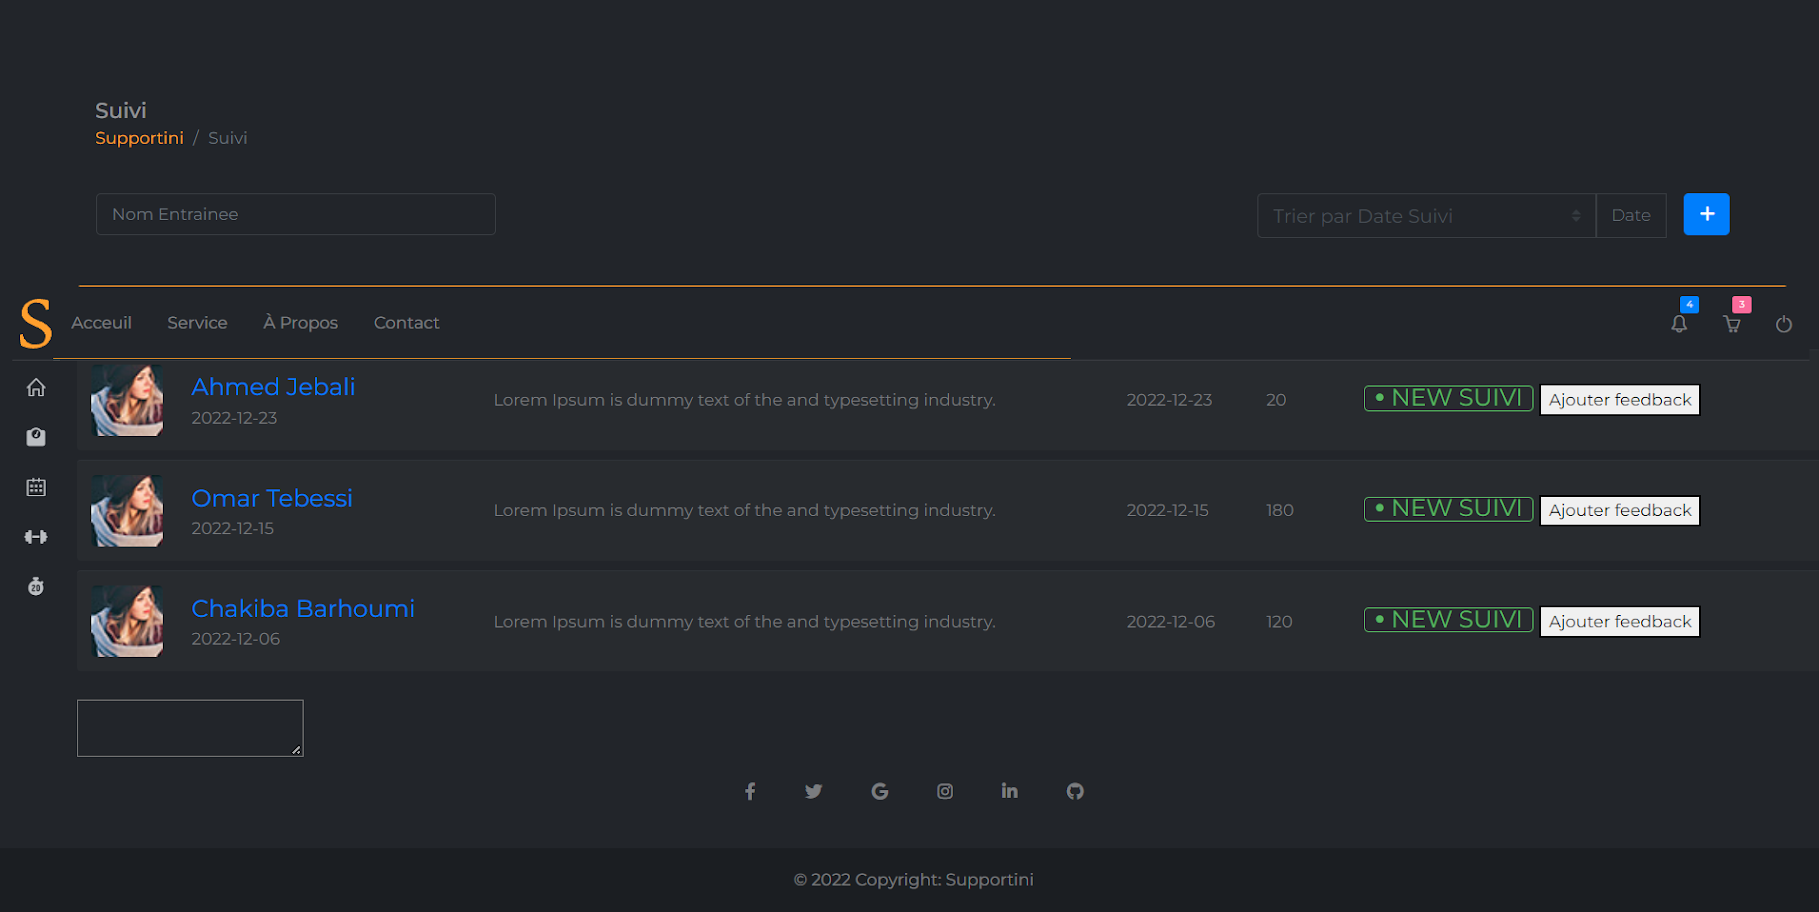 Suivi
Supportini / Suivi
Nom Entrainee
Trier par Date Suivi
Date
+
4
3
S
Acceuil
Service
À Propos
Contact
Ahmed Jebali
2022-12-23
Lorem Ipsum is dummy text of the and typesetting industry.
2022-12-23
20
• NEW SUIVI
Ajouter feedback
Omar Tebessi
2022-12-15
Lorem Ipsum is dummy text of the and typesetting industry.
2022-12-15
180
• NEW SUIVI
Ajouter feedback
20
Chakiba Barhoumi
2022-12-06
Lorem Ipsum is dummy text of the and typesetting industry.
2022-12-06
120
• NEW SUIVI
Ajouter feedback
© 2022 Copyright: Supportini